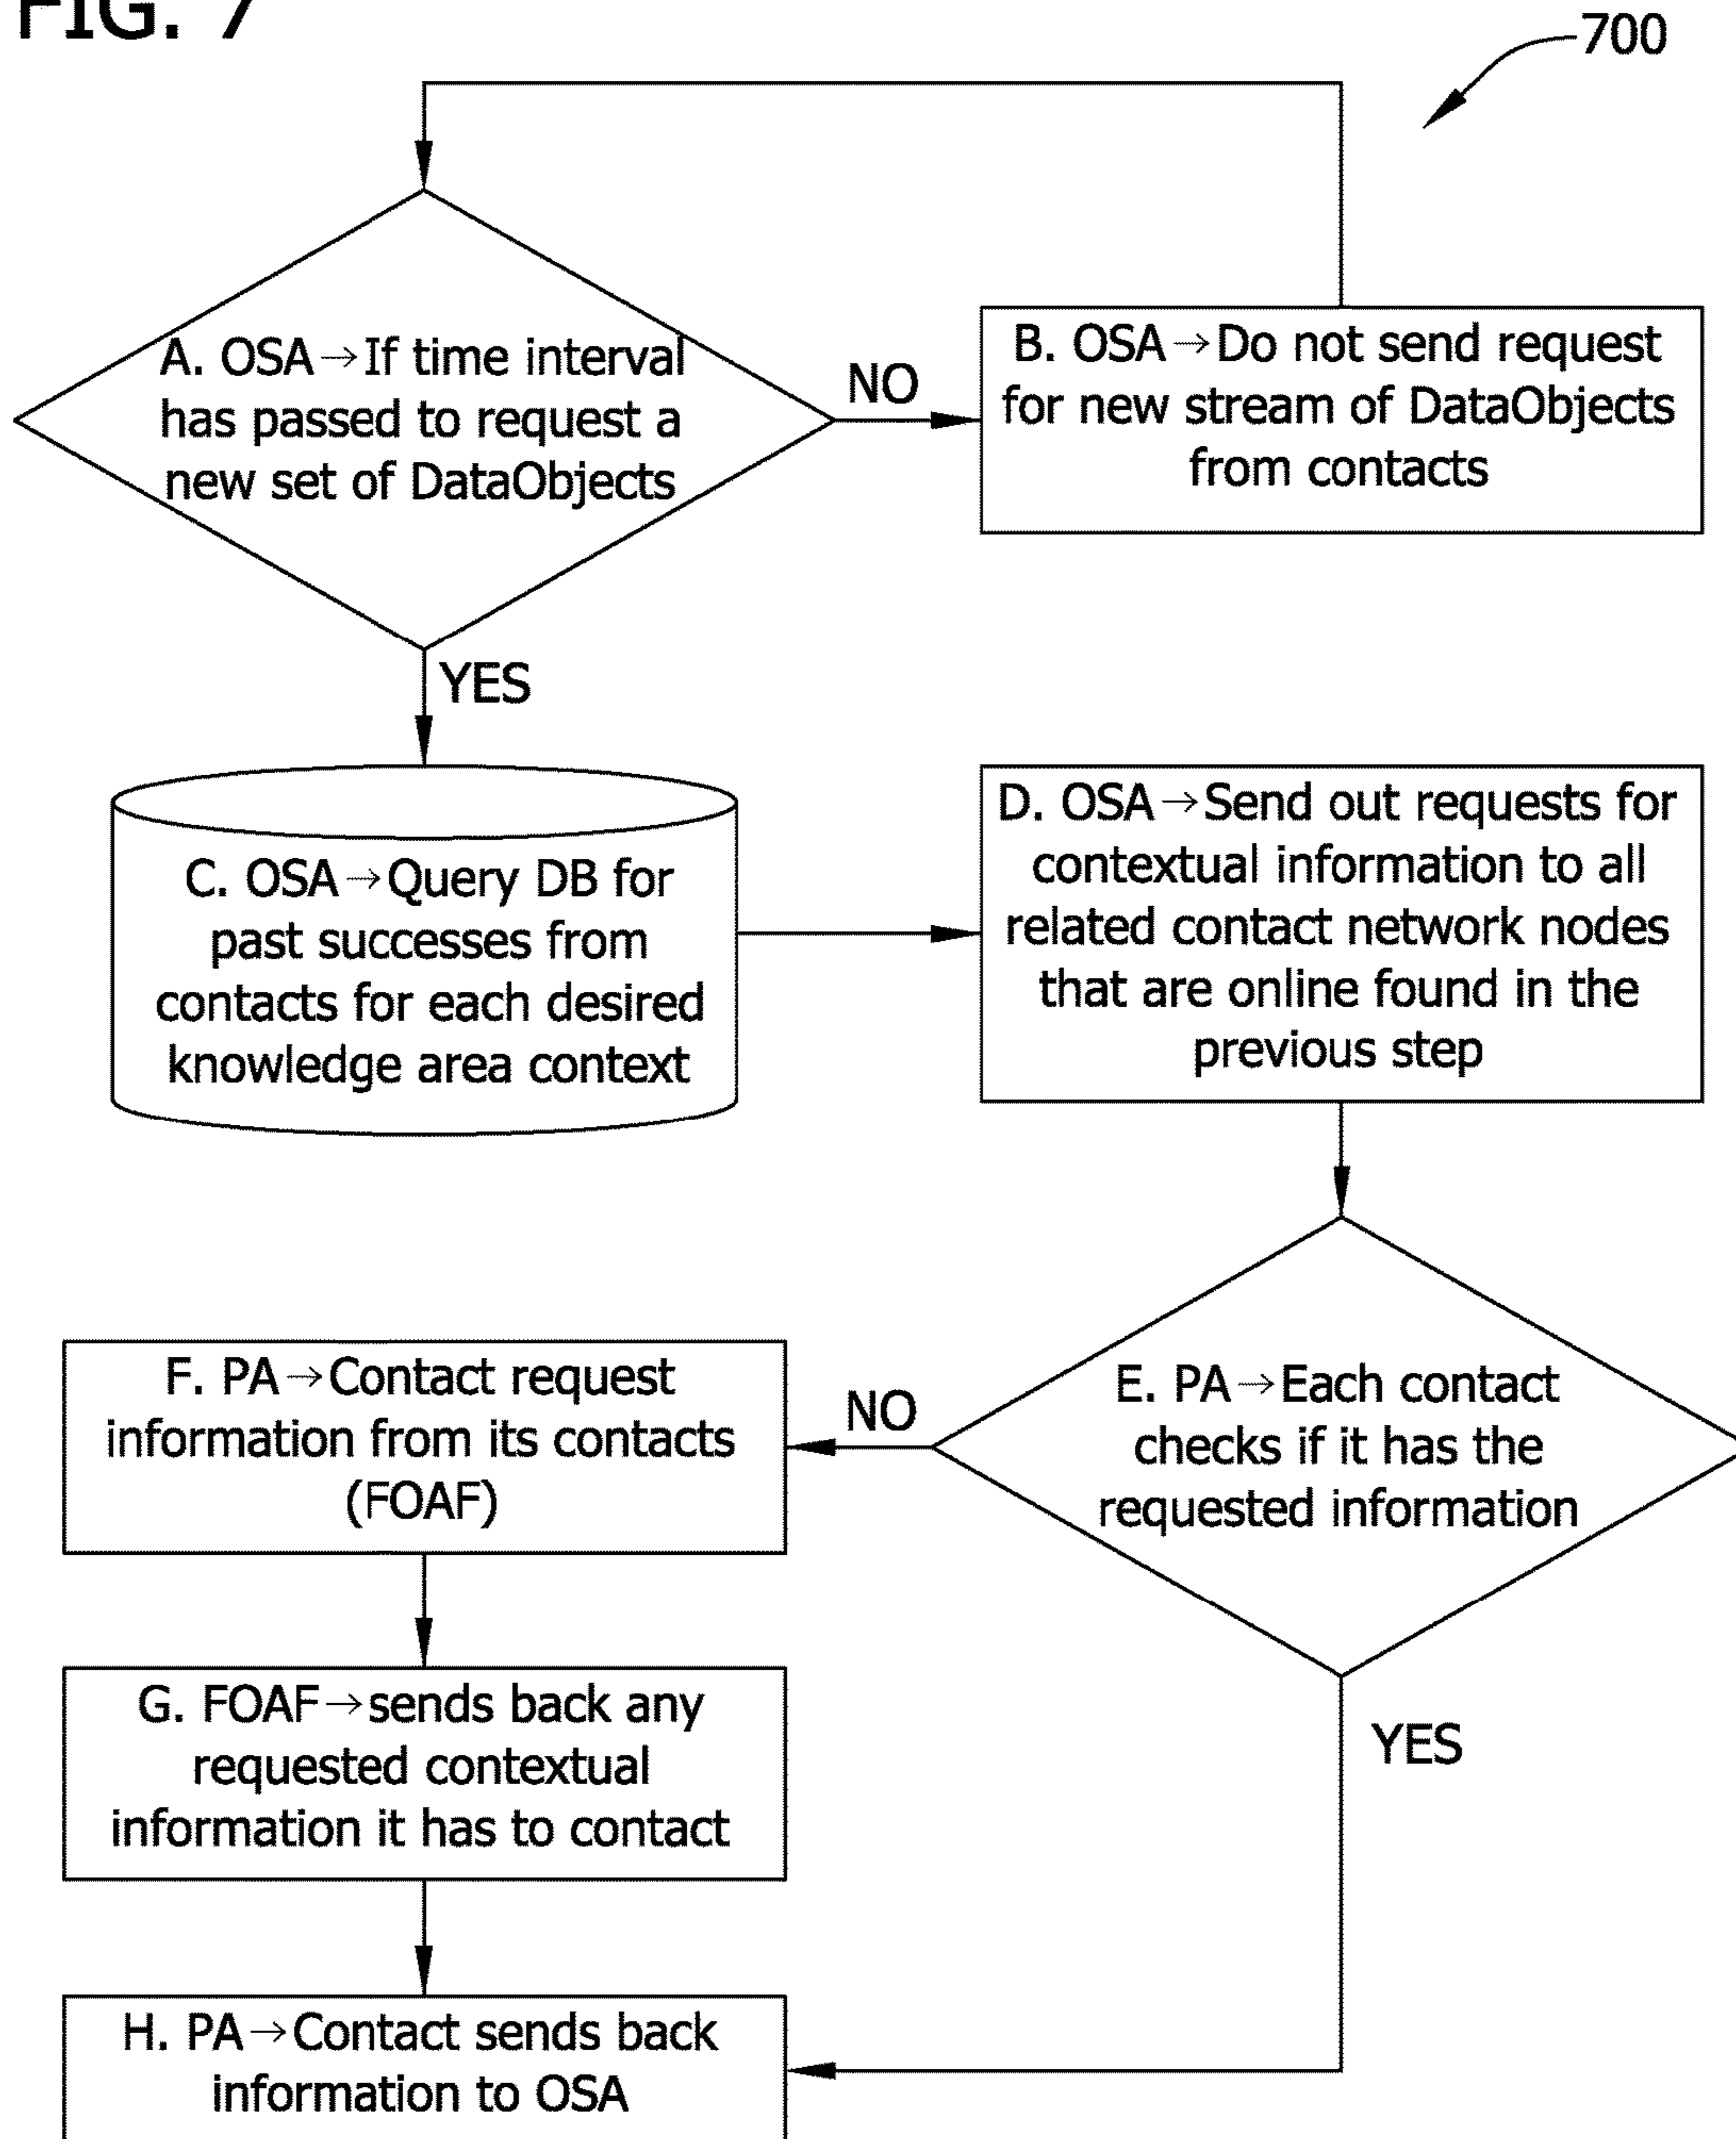 FIG. 7
700
A. OSA→If time interval
has passed to request a
new set of DataObjects
NO
B. OSA→Do not send request
for new stream of DataObjects
from contacts
YES
C. OSA→Query DB for
past successes from
contacts for each desired
knowledge area context
D. OSA→Send out requests for
contextual information to all
related contact network nodes
that are online found in the
previous step
E. PA→Each contact
checks if it has the
requested information
NO
F. PA→Contact request
information from its contacts
(FOAF)
G. FOAF→sends back any
requested contextual
information it has to contact
YES
H. PA→Contact sends back
information to OSA